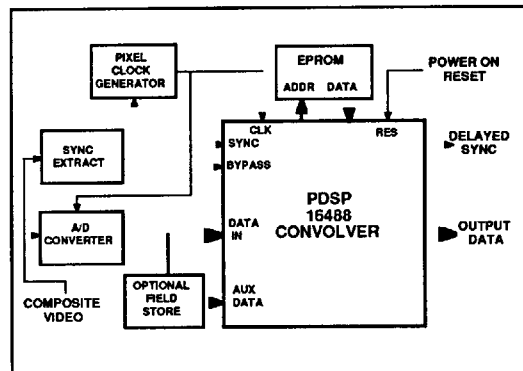 PIXEL
CLOCK
GENERATOR
EPROM
ADDR DATA
POWER ON
RESET
SYNC
EXTRACT
CLK
RES
SYNC
BYPASS
DELAYED
SYNC
PDSP
16488
CONVOLVER
A/D
CONVERTER
DATA
IN
OUTPUT
DATA
OPTIONAL
FIELD
STORE
AUX
DATA
COMPOSITE
VIDEO